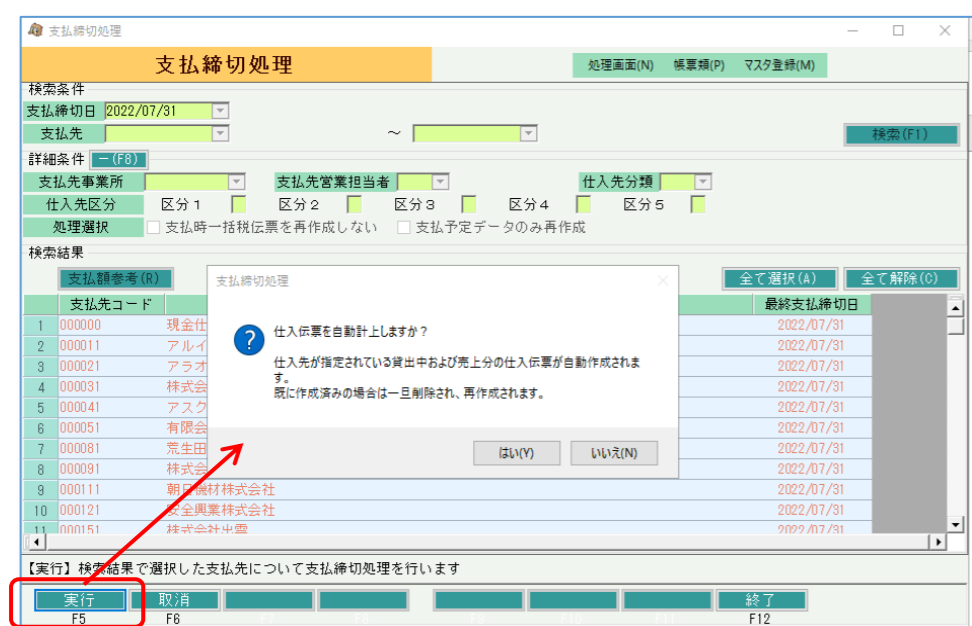 支払締切処理
支払締切処理 処理画面(N) 帳票類(P) マスタ登録(M)
検索条件
支払締切日 2022/07/31
支払先 ～ 検索(F1)
詳細条件 －(F8)
支払先事業所 支払先営業担当者 仕入先分類
仕入先区分 区分1 区分2 区分3 区分4 区分5
処理選択 支払時一括税伝票を再作成しない 支払予定データのみ再作成
検索結果
支払額参考(R) 全て選択(A) 全て解除(C)
支払先コード 最終支払締切日
1 000000 現金仕 2022/07/31
2 000011 アルイ 2022/07/31
3 000021 アラオ 2022/07/31
4 000031 株式会 2022/07/31
5 000041 アスク 2022/07/31
6 000051 有限会 2022/07/31
7 000081 荒生田 2022/07/31
8 000091 株式会 2022/07/31
9 000111 朝日機材株式会社 2022/07/31
10 000121 安全興業株式会社 2022/07/31
11 000151 株式会社出雲 2022/07/31
支払締切処理
仕入伝票を自動計上しますか？
仕入先が指定されている貸出中および売上分の仕入伝票が自動作成されま
す。
既に作成済みの場合は一旦削除され、再作成されます。
はい(Y) いいえ(N)
【実行】検索結果で選択した支払先について支払締切処理を行います
実行 取消 終了
F5 F6 F7 F8 F9 F10 F11 F12